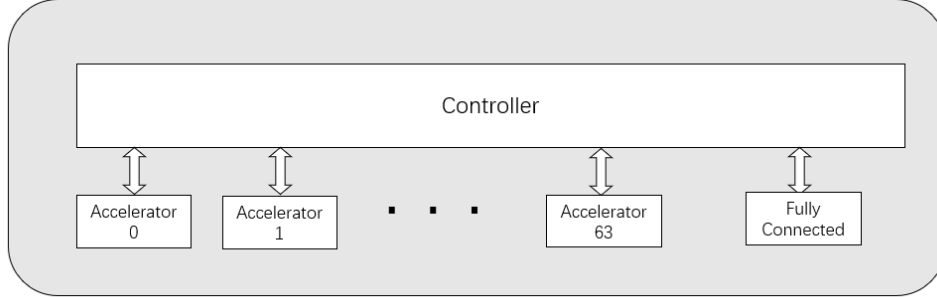 Controller
Accelerator
0
Accelerator
1
. . .
Accelerator
63
Fully
Connected